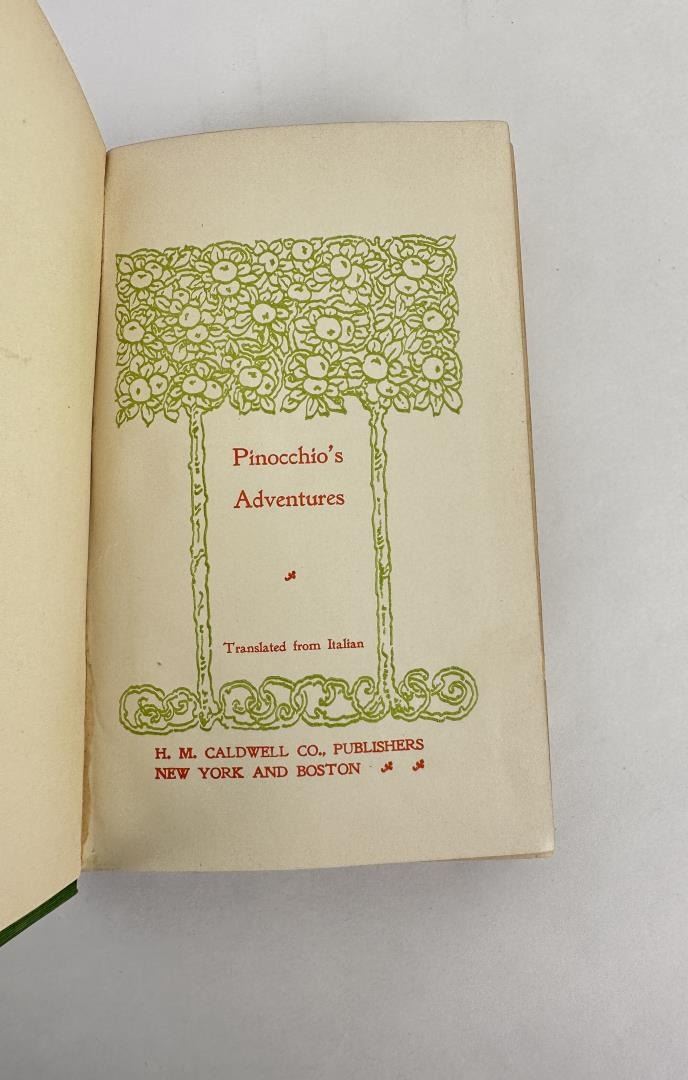 Pinocchio's
Adventures
Translated from Italian
H. M. CALDWELL CO., PUBLISHERS
NEW YORK AND BOSTON